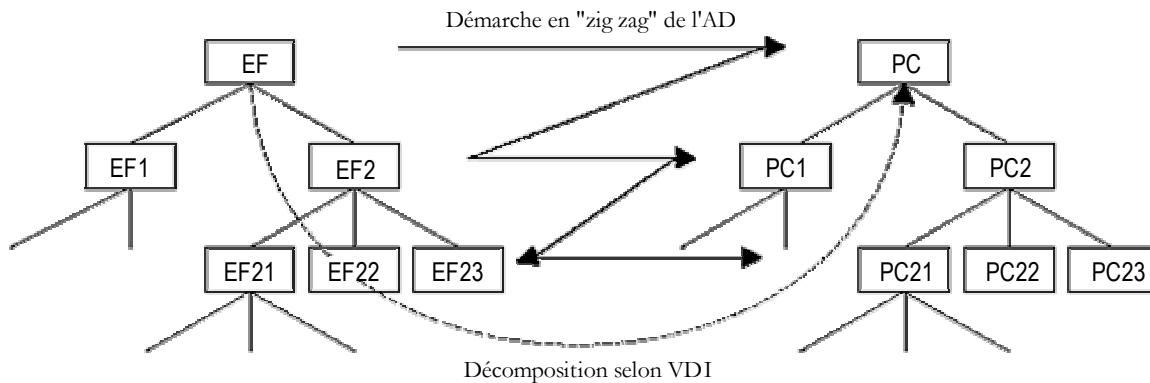 Démarche en "zig zag" de l'AD
EF
PC
EF1
EF2
PC1
PC2
EF21
EF22
EF23
PC21
PC22
PC23
Décomposition selon VDI